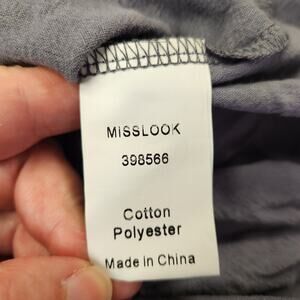 MISSLOOK
398566
Cotton
Polyester
Made in China